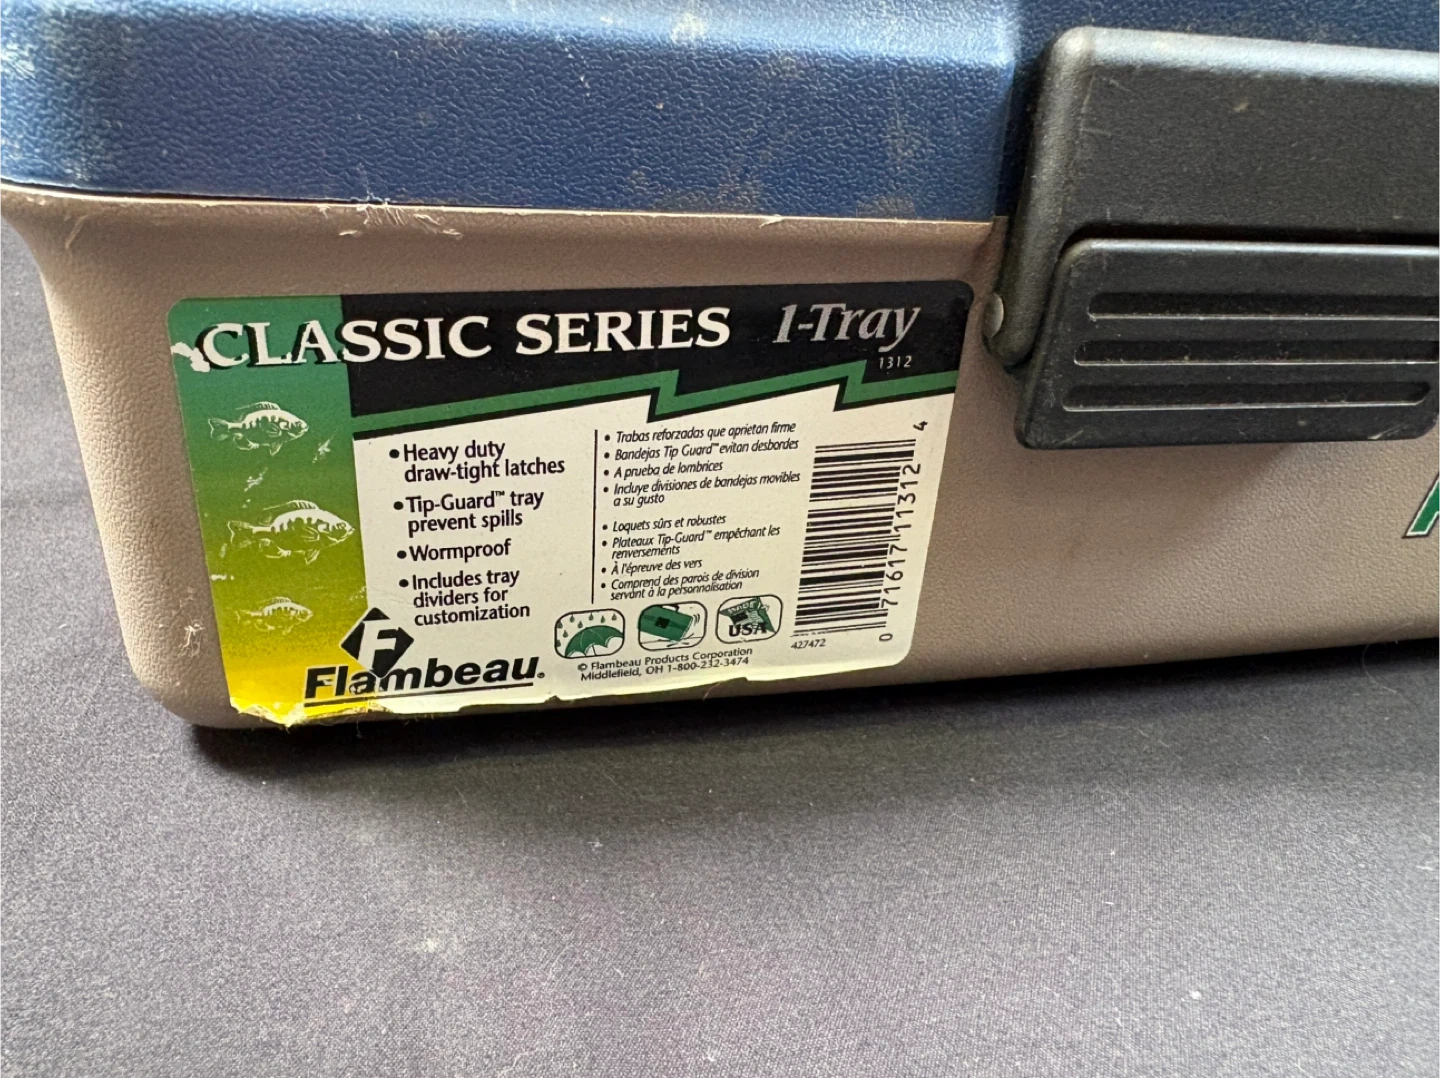 CLASSIC SERIES 1-Tray
1312
• Heavy duty
draw-tight latches
• Tip-Guard™ tray
prevent spills
• Wormproof
• Includes tray
dividers for
customization
• Trabas reforzadas que aprietan firme
• Bandejas Tip Guard™ evitan desbordes
• A prueba de lombrices
• Incluye divisiones de bandejas movibles
a su gusto
• Loquets sûrs et robustes
• Plateaux Tip-Guard™ empêchant les
renversements
• À l'épreuve des vers
• Comprend des parois de division
servant à la personnalisation
0 71617 11312 4
427472
MADE IN
USA
F
Flambeau®
© Flambeau Products Corporation
Middlefield, OH 1-800-232-3474